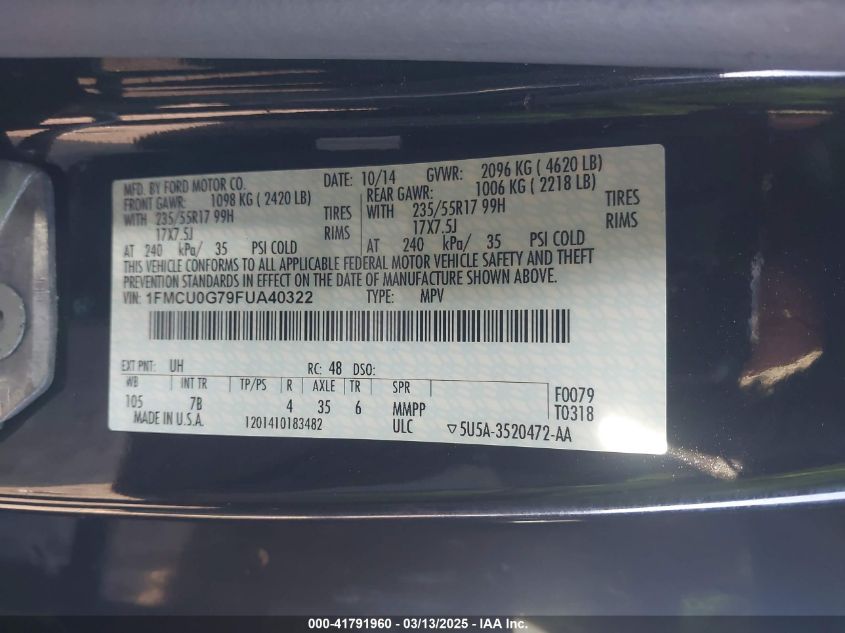 MFD. BY FORD MOTOR CO. DATE: 10/14 GVWR: 2096 KG ( 4620 LB)
FRONT GAWR: 1098 KG ( 2420 LB) REAR GAWR: 1006 KG ( 2218 LB)
WITH 235/55R17 99H TIRES WITH 235/55R17 99H TIRES
17X7.5J RIMS 17X7.5J RIMS
AT 240 kPa/ 35 PSI COLD AT 240 kPa/ 35 PSI COLD
THIS VEHICLE CONFORMS TO ALL APPLICABLE FEDERAL MOTOR VEHICLE SAFETY AND THEFT
PREVENTION STANDARDS IN EFFECT ON THE DATE OF MANUFACTURE SHOWN ABOVE.
VIN: 1FMCU0G79FUA40322 TYPE: MPV
EXT PNT: UH RC: 48 DSO:
WB INT TR TP/PS R AXLE TR SPR
105 7B 4 35 6 MMPP F0079
MADE IN U.S.A. 1201410183482 ULC T0318
▽5U5A-3520472-AA
000-41791960 — 03/13/2025 — IAA Inc.